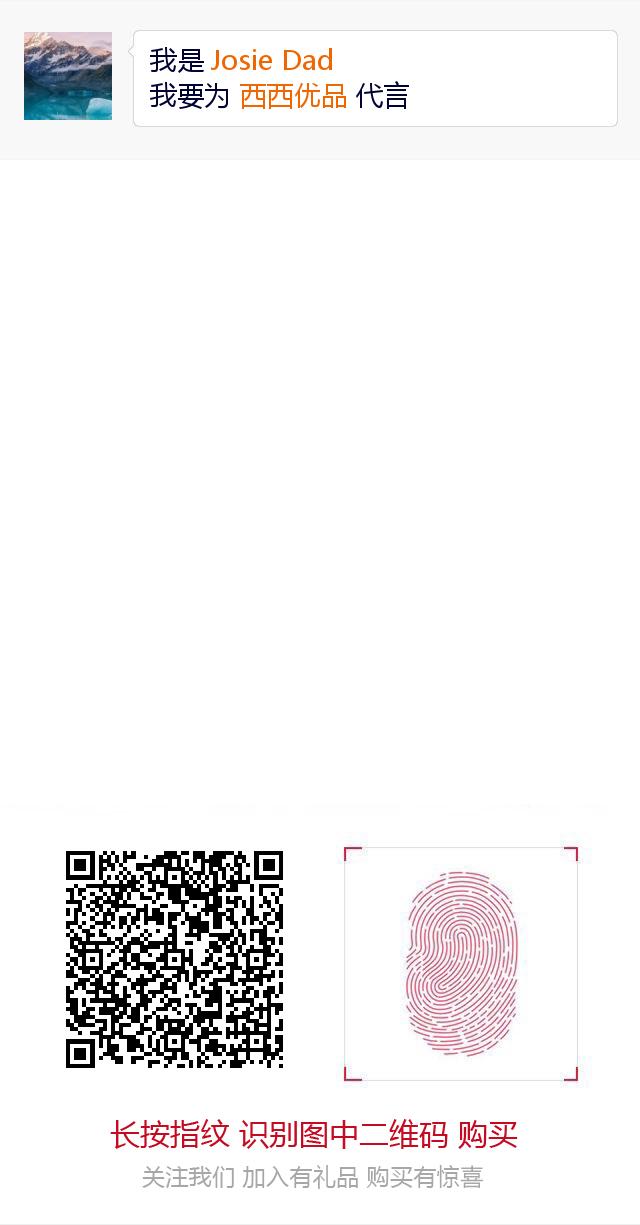 我是 Josie Dad
我要为 西西优品 代言
长按指纹 识别图中二维码 购买
关注我们 加入有礼品 购买有惊喜